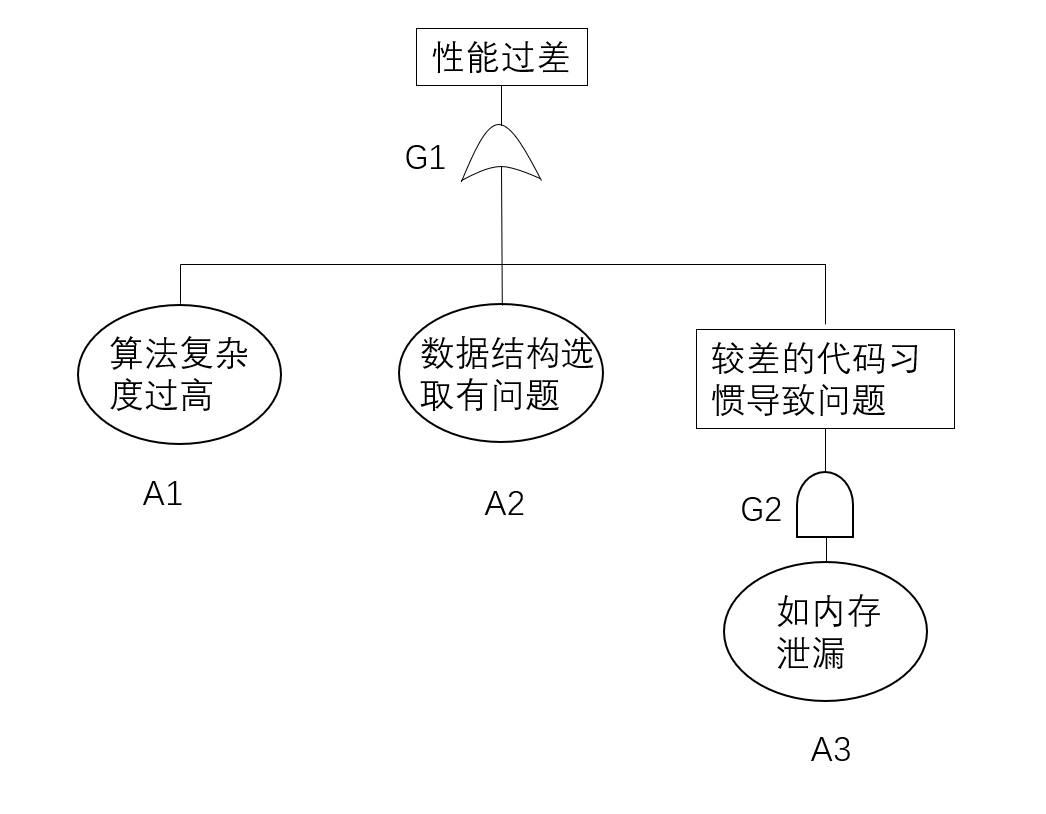 性能过差
G1
算法复杂
度过高
数据结构选
取有问题
较差的代码习
惯导致问题
A1
A2
G2
如内存
泄漏
A3